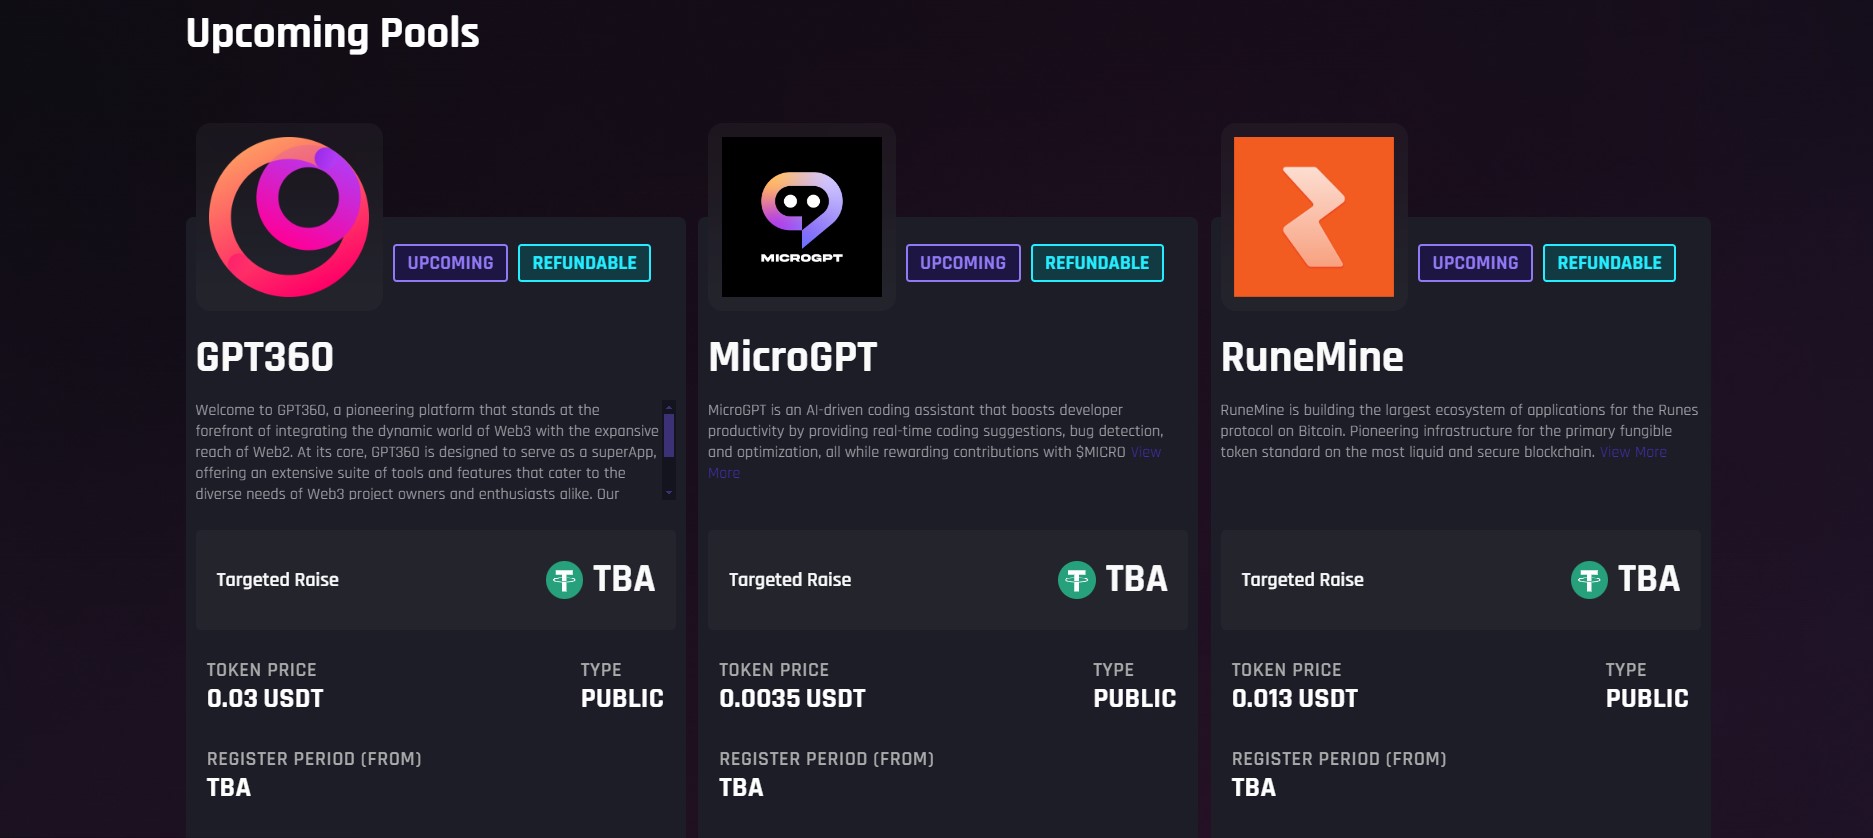 Upcoming Pools
UPCOMING
REFUNDABLE
GPT360
Welcome to GPT360, a pioneering platform that stands at the
forefront of integrating the dynamic world of Web3 with the expansive
reach of Web2. At its core, GPT360 is designed to serve as a superApp,
offering an extensive suite of tools and features that cater to the
diverse needs of Web3 project owners and enthusiasts alike. Our
Targeted Raise
TBA
TOKEN PRICE
TYPE
0.03 USDT
PUBLIC
REGISTER PERIOD (FROM)
TBA
MICROGPT
UPCOMING
REFUNDABLE
MicroGPT
MicroGPT is an AI-driven coding assistant that boosts developer
productivity by providing real-time coding suggestions, bug detection,
and optimization, all while rewarding contributions with $MICRO View
More
Targeted Raise
TBA
TOKEN PRICE
TYPE
0.0035 USDT
PUBLIC
REGISTER PERIOD (FROM)
TBA
UPCOMING
REFUNDABLE
RuneMine
RuneMine is building the largest ecosystem of applications for the Runes
protocol on Bitcoin. Pioneering infrastructure for the primary fungible
token standard on the most liquid and secure blockchain. View More
Targeted Raise
TBA
TOKEN PRICE
TYPE
0.013 USDT
PUBLIC
REGISTER PERIOD (FROM)
TBA